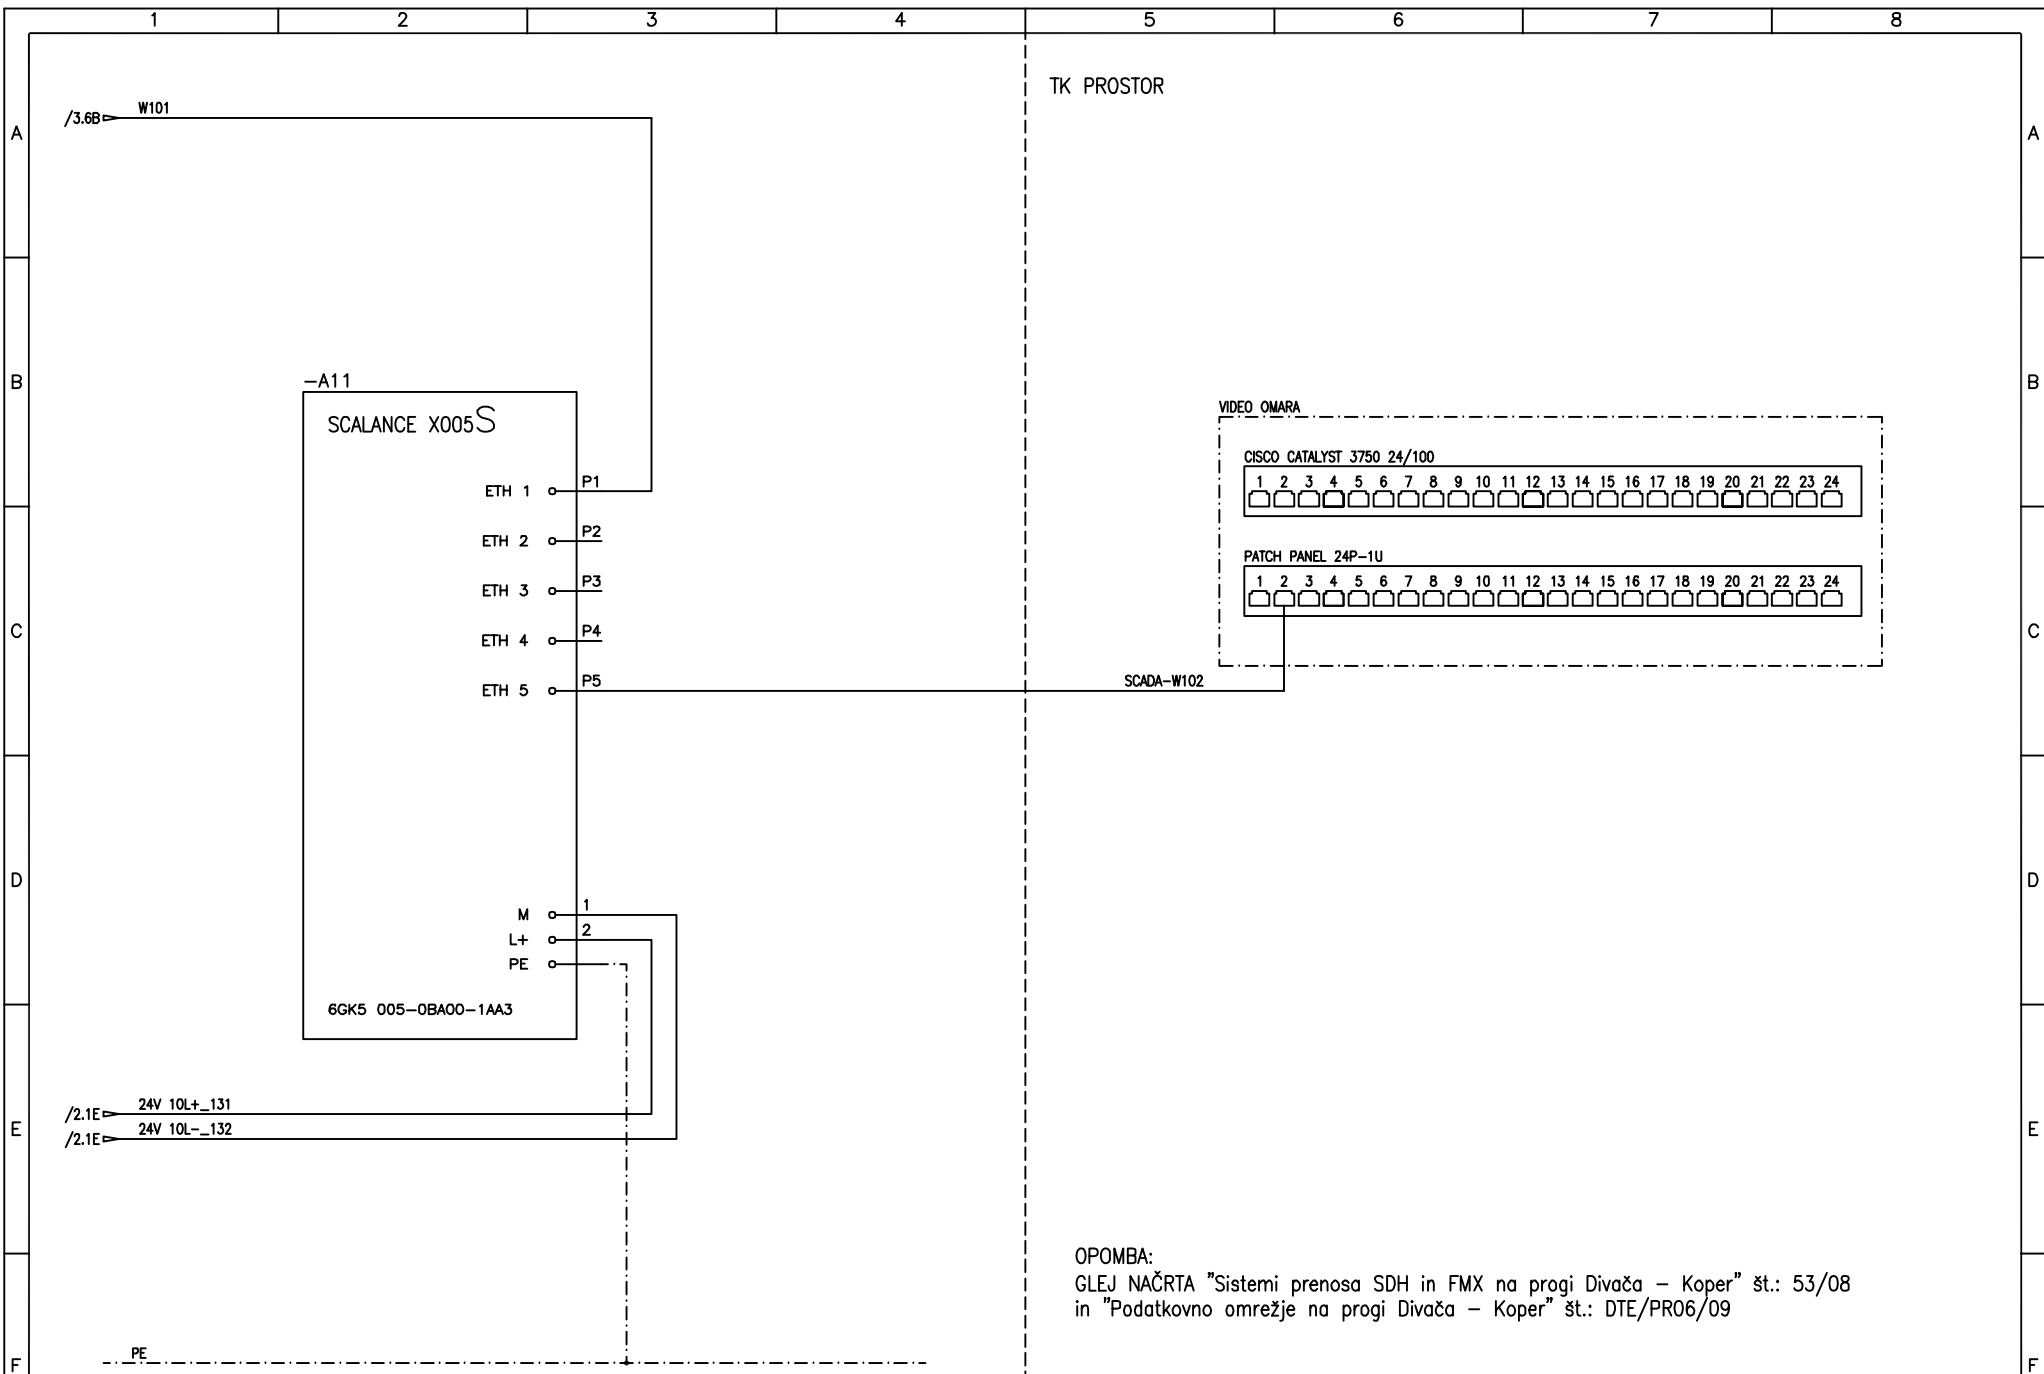 1 2 3 4 5 6 7 8
TK PROSTOR
/3.6B W101
A A
B B
-A11
SCALANCE X005S
VIDEO OMARA
CISCO CATALYST 3750 24/100
1 2 3 4 5 6 7 8 9 10 11 12 13 14 15 16 17 18 19 20 21 22 23 24
ETH 1 P1
ETH 2 P2
PATCH PANEL 24P-1U
1 2 3 4 5 6 7 8 9 10 11 12 13 14 15 16 17 18 19 20 21 22 23 24
ETH 3 P3
C C
ETH 4 P4
ETH 5 P5
SCADA-W102
D D
M 1
L+ 2
PE
6GK5 005-0BA00-1AA3
/2.1E 24V 10L+_131
/2.1E 24V 10L-_132
E E
OPOMBA:
GLEJ NAČRTA "Sistemi prenosa SDH in FMX na progi Divača – Koper" št.: 53/08
in "Podatkovno omrežje na progi Divača – Koper" št.: DTE/PR06/09
PE
F F